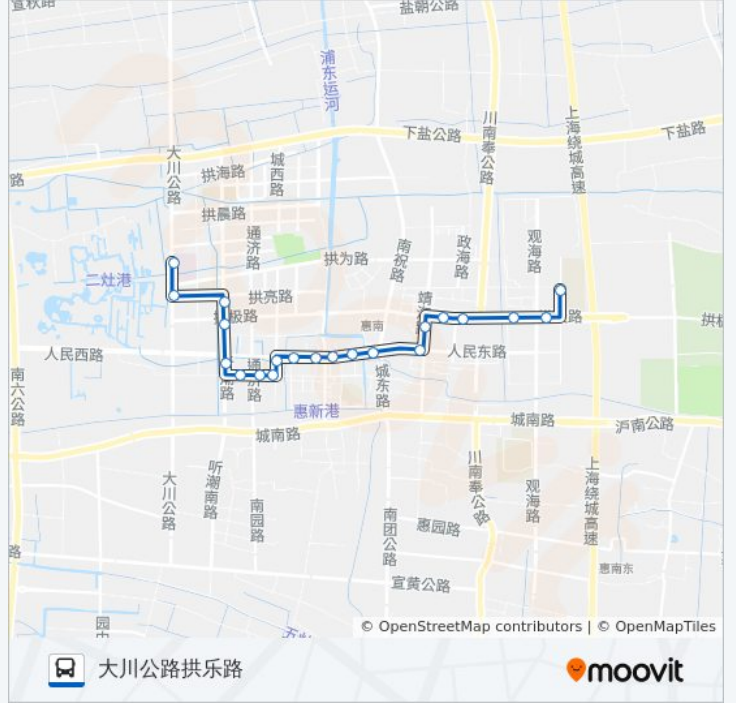 宣秋路
盐朝公路
浦东运河
川南奉公路
上海绕城高速
下盐公路
下盐路
大川公路
城西路
拱海路
路
拱晨路
通济路
南祝路
政海路
观海路
拱为路
二灶港
拱亮路
靖海路
拱极路
惠南
路
人民西路
人民东路
通济路
城东路
南六公路
惠新港
城南路
城南路
沪南公路
大川公路
听潮南路
南园路
川南奉公路
观海路
上海绕城高速
南团公路
惠园路
路
宣黄公路
惠南东
© OpenStreetMap contributors | © OpenMapTiles
大川公路拱乐路
moovit